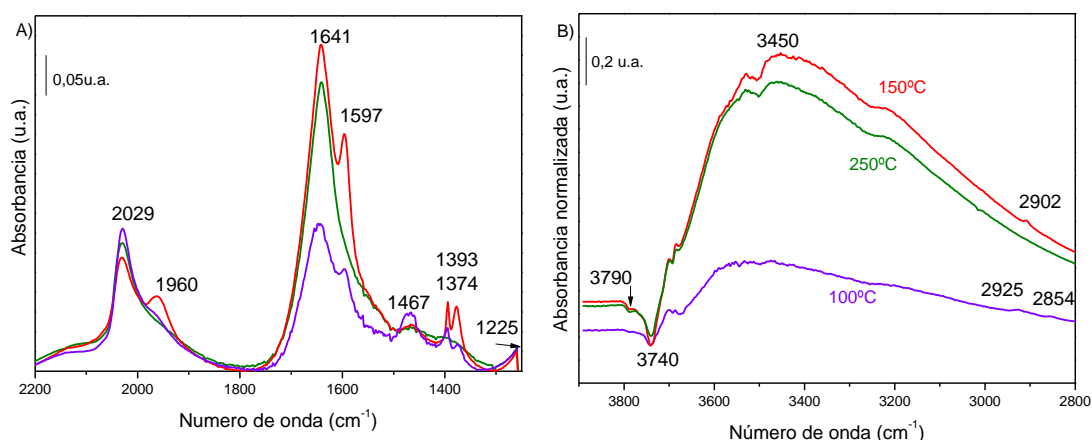 A)
0,05u.a.
1641
1597
2029
1960
1467
1393
1374
1225
Absorbancia (u.a.)
2200 2000 1800 1600 1400
Numero de onda (cm-1)
B)
0,2 u.a.
3450
150ºC
250ºC
2902
3790
100ºC
2925
2854
3740
Absorbancia normalizada (u.a.)
3800 3600 3400 3200 3000 2800
Número de onda (cm-1)